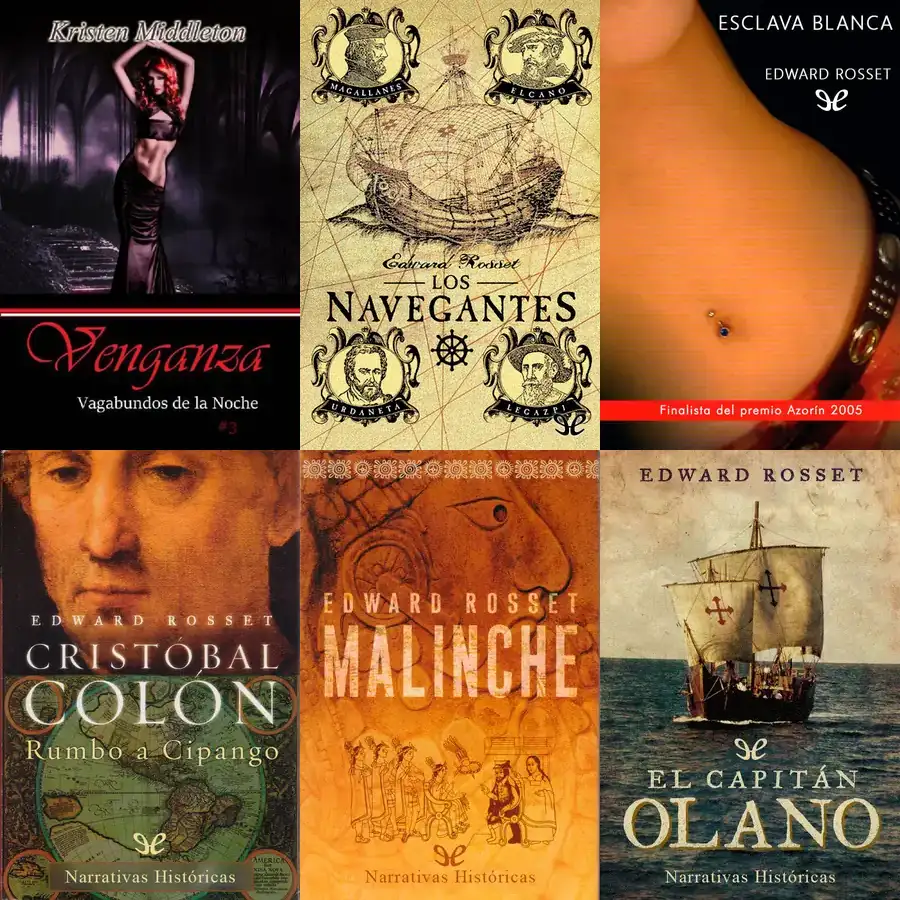 Kristen Middleton
Venganza
Vagabundos de la Noche
#3
MAGALLANES
ELCANO
Edward Rosset
LOS
NAVEGANTES
URDANETA
LEGAZPI
ESCLAVA BLANCA
EDWARD ROSSET
Finalista del premio Azorín 2005
EDWARD ROSSET
CRISTÓBAL
COLÓN
Rumbo a Cipango
Narrativas Históricas
EDWARD ROSSET
MALINCHE
Narrativas Históricas
EDWARD ROSSET
EL CAPITÁN
OLANO
Narrativas Históricas